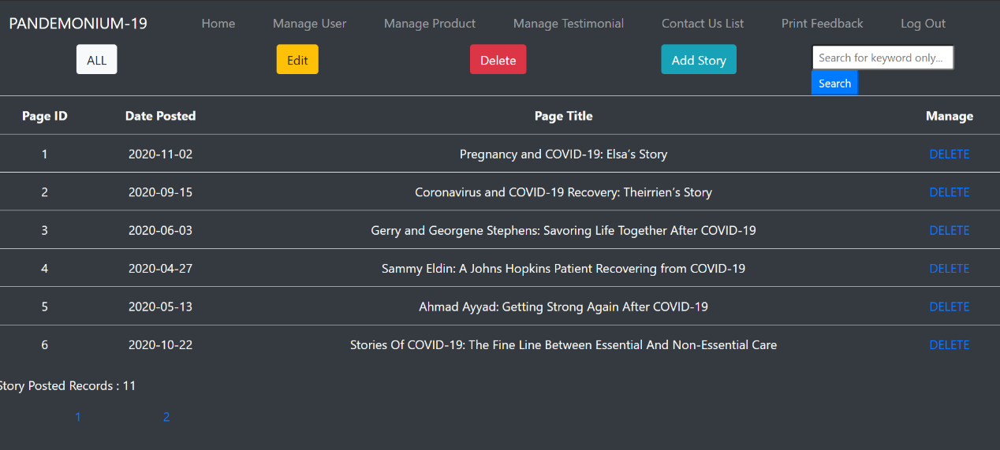 PANDEMONIUM-19 Home Manage User Manage Product Manage Testimonial Contact Us List Print Feedback Log Out
ALL Edit Delete Add Story Search for keyword only...
Search
Page ID Date Posted Page Title Manage
1 2020-11-02 Pregnancy and COVID-19: Elsa's Story DELETE
2 2020-09-15 Coronavirus and COVID-19 Recovery: Theirrien's Story DELETE
3 2020-06-03 Gerry and Georgene Stephens: Savoring Life Together After COVID-19 DELETE
4 2020-04-27 Sammy Eldin: A Johns Hopkins Patient Recovering from COVID-19 DELETE
5 2020-05-13 Ahmad Ayyad: Getting Strong Again After COVID-19 DELETE
6 2020-10-22 Stories Of COVID-19: The Fine Line Between Essential And Non-Essential Care DELETE
Story Posted Records : 11
1 2